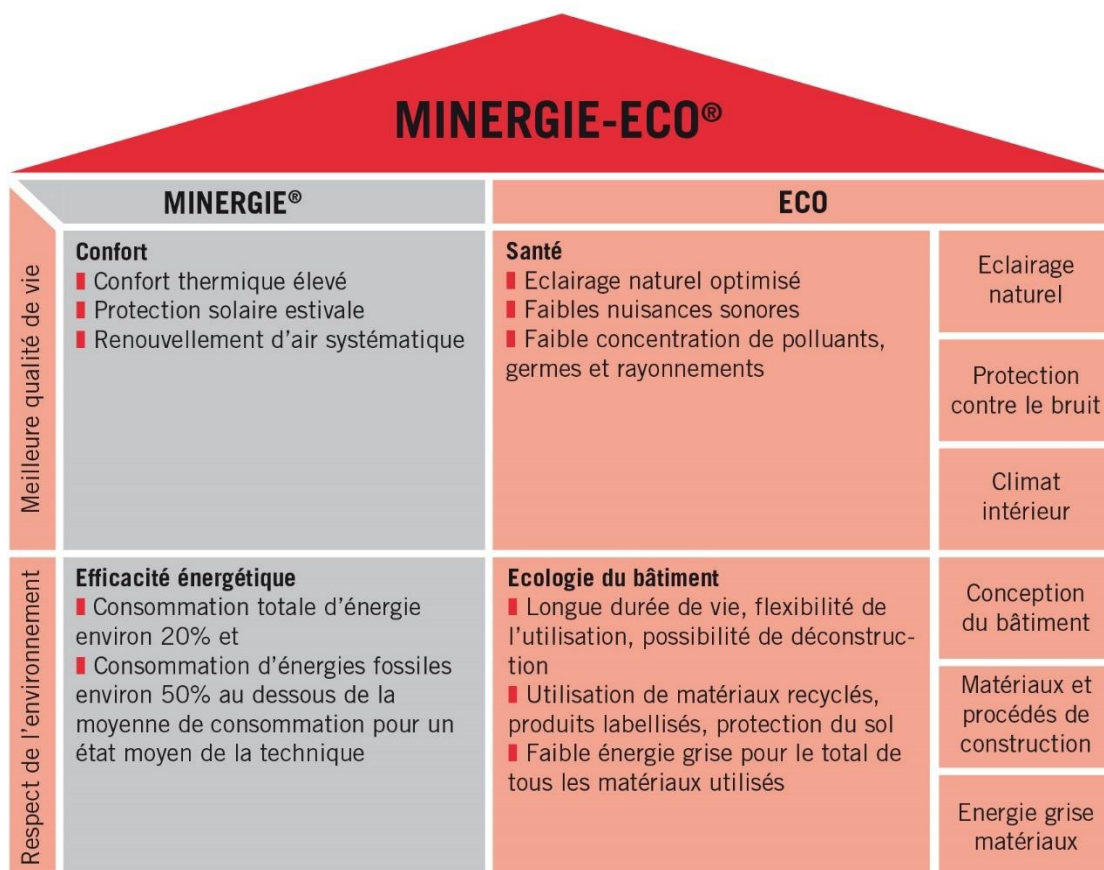 MINERGIE-ECO®
MINERGIE®
ECO
Meilleure qualité de vie
Confort
Confort thermique élevé
Protection solaire estivale
Renouvellement d'air systématique
Santé
Eclairage naturel optimisé
Faibles nuisances sonores
Faible concentration de polluants,
germes et rayonnements
Eclairage
naturel
Protection
contre le bruit
Climat
intérieur
Respect de l'environnement
Efficacité énergétique
Consommation totale d'énergie
environ 20% et
Consommation d'énergies fossiles
environ 50% au dessous de la
moyenne de consommation pour un
état moyen de la technique
Ecologie du bâtiment
Longue durée de vie, flexibilité de
l'utilisation, possibilité de déconstruc-
tion
Utilisation de matériaux recyclés,
produits labellisés, protection du sol
Faible énergie grise pour le total de
tous les matériaux utilisés
Conception
du bâtiment
Matériaux et
procédés de
construction
Energie grise
matériaux